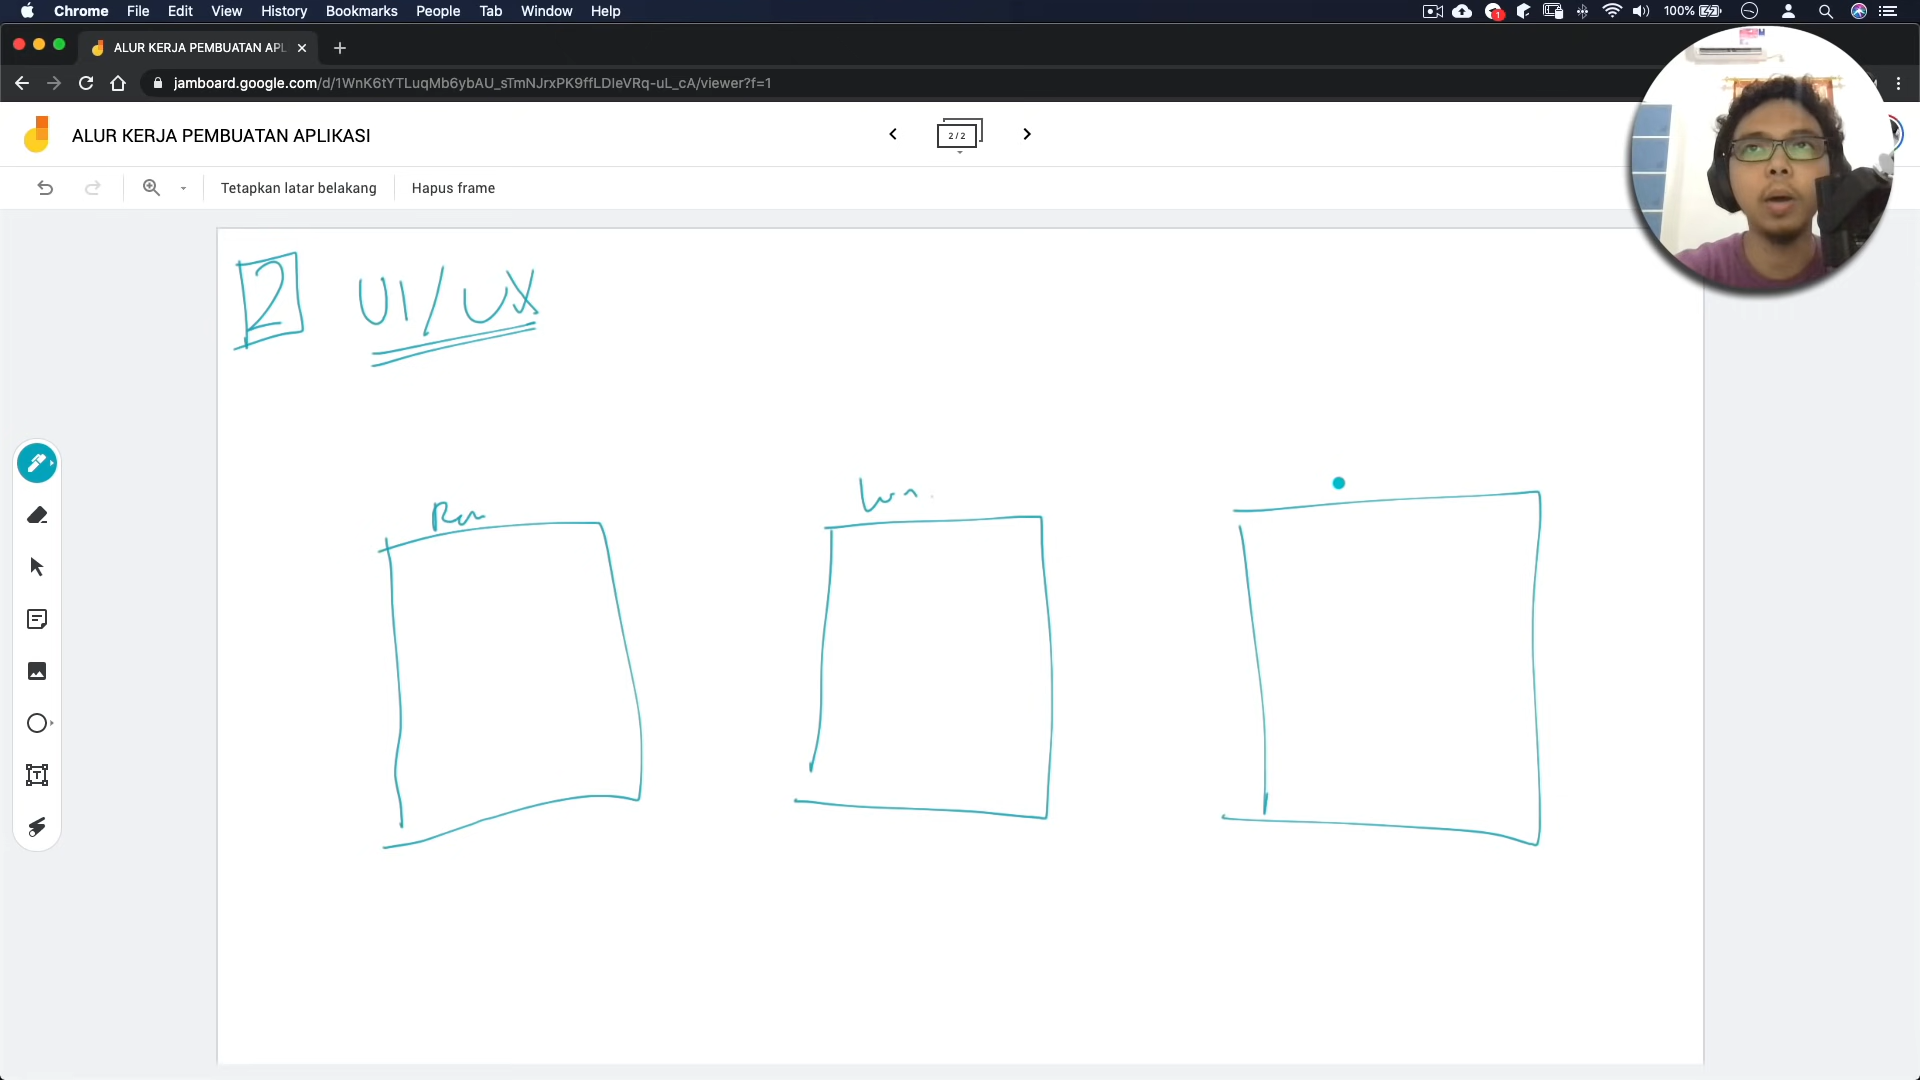 Chrome File Edit View History Bookmarks People Tab Window Help 100%
ALUR KERJA PEMBUATAN APL
jamboard.google.com/d/1WnK6tYTLuqMb6ybAU_sTmNJrxPK9ffLDleVRq-uL_cA/viewer?f=1
ALUR KERJA PEMBUATAN APLIKASI
2/2
Tetapkan latar belakang Hapus frame
2 UI/UX